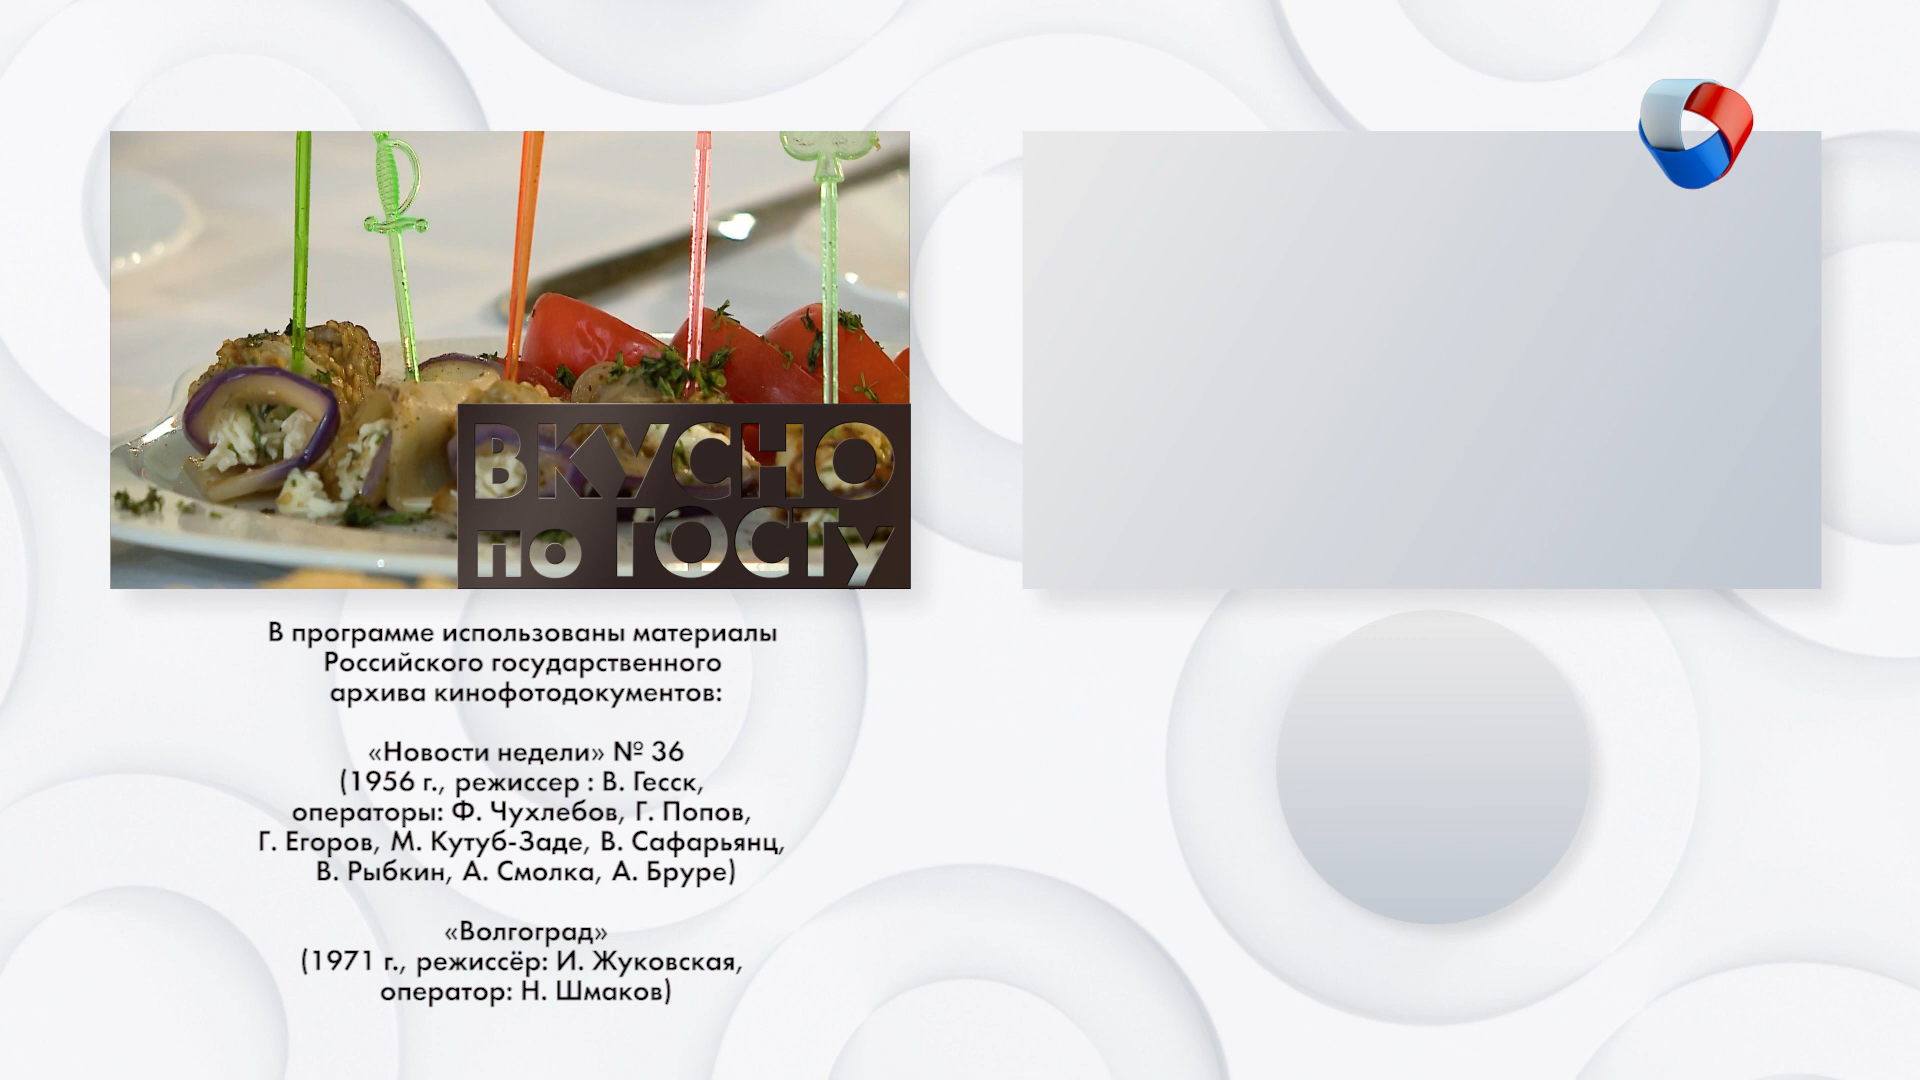 ВКУСНО
по ГОСТу
В программе использованы материалы
Российского государственного
архива кинофотодокументов:
«Новости недели» № 36
(1956 г., режиссер : В. Гесск,
операторы: Ф. Чухлебов, Г. Попов,
Г. Егоров, М. Кутуб-Заде, В. Сафарьянц,
В. Рыбкин, А. Смолка, А. Бруре)
«Волгоград»
(1971 г., режиссёр: И. Жуковская,
оператор: Н. Шмаков)